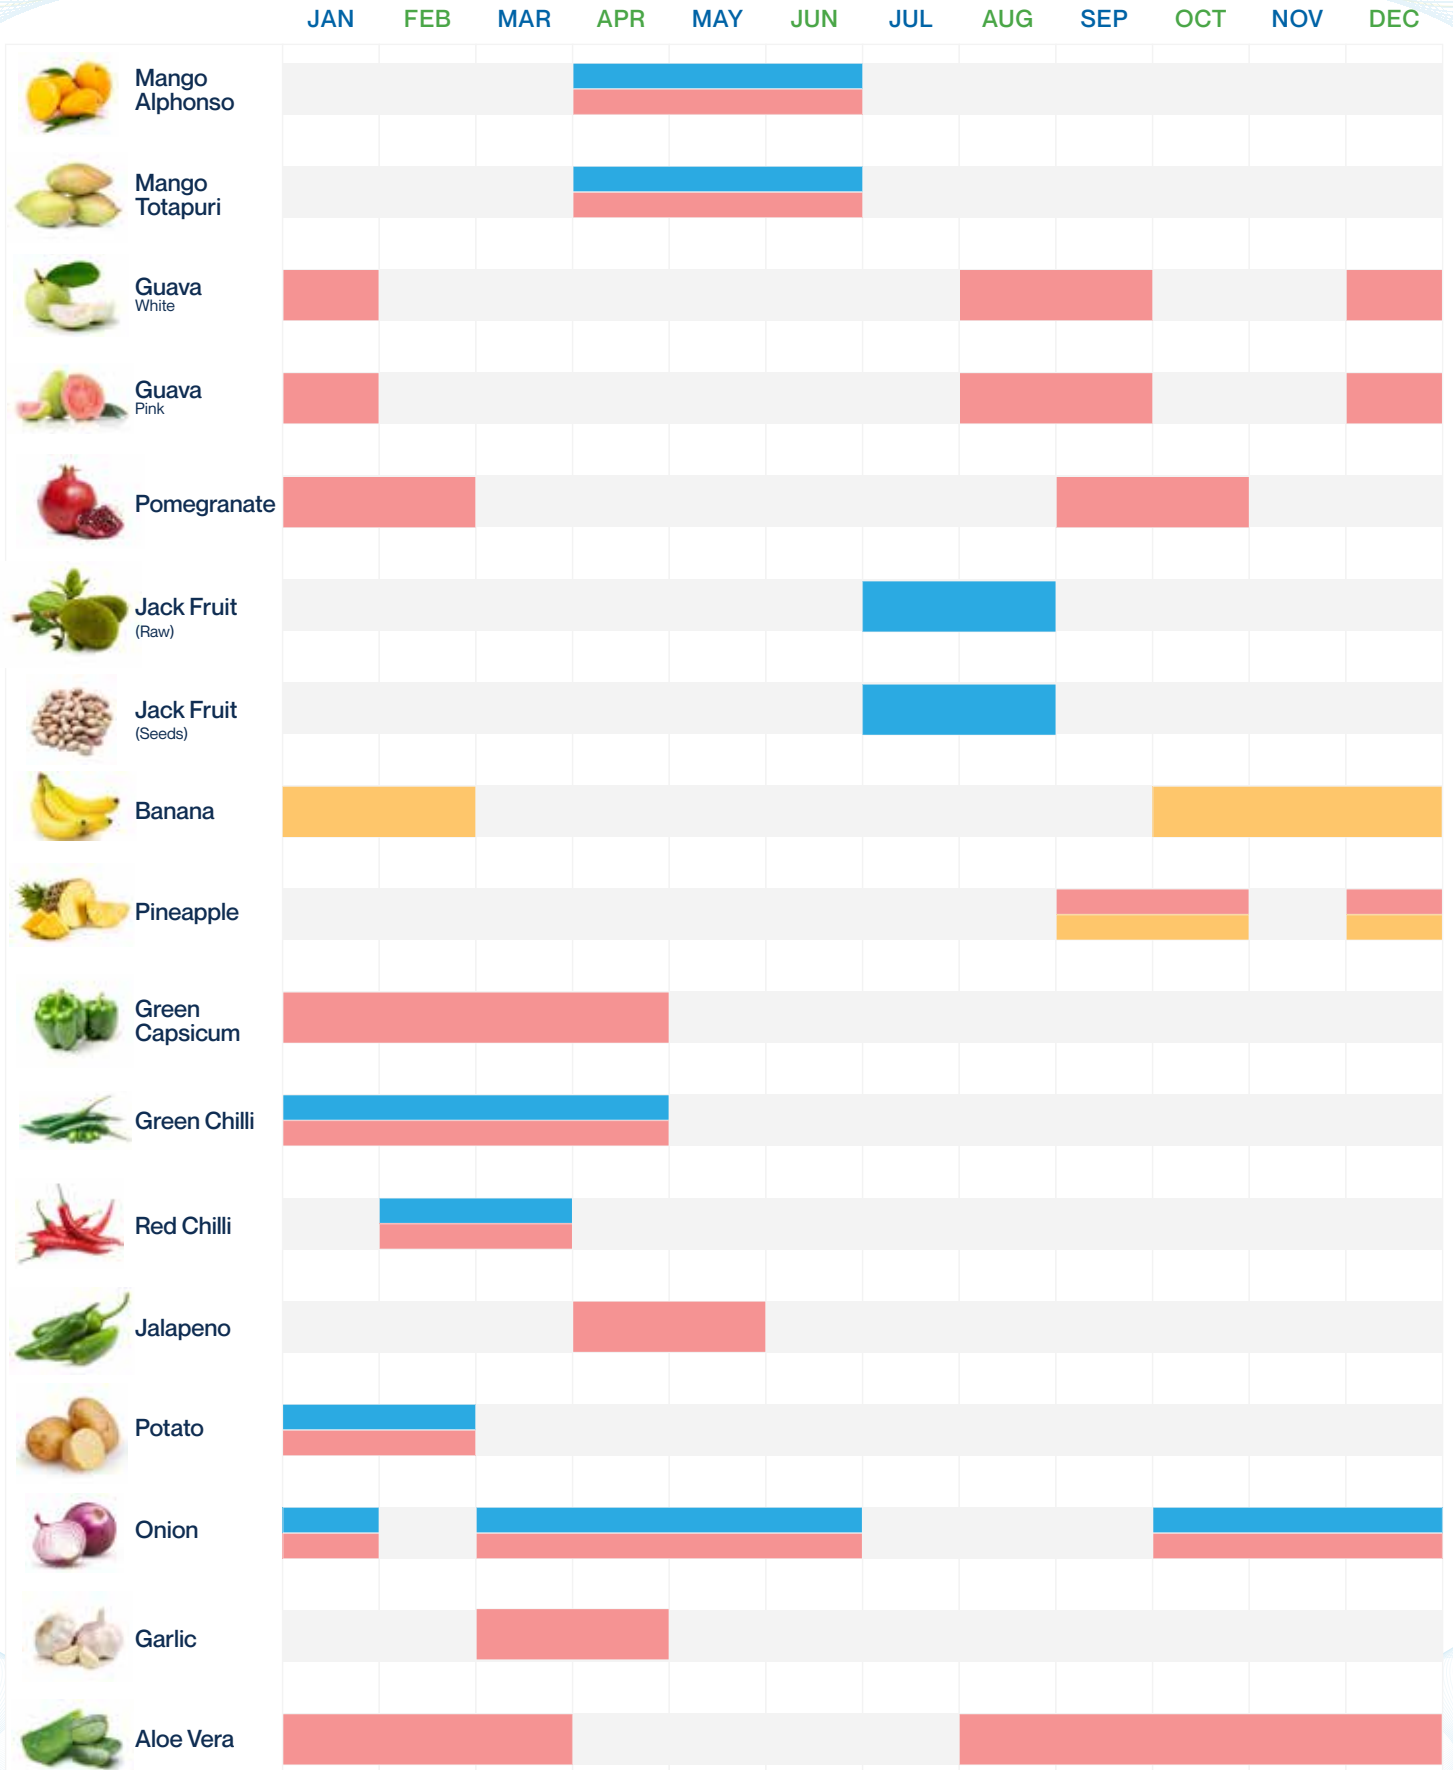 JAN FEB MAR APR MAY JUN JUL AUG SEP OCT NOV DEC
Mango
Alphonso
Mango
Totapuri
Guava
White
Guava
Pink
Pomegranate
Jack Fruit
(Raw)
Jack Fruit
(Seeds)
Banana
Pineapple
Green
Capsicum
Green Chilli
Red Chilli
Jalapeno
Potato
Onion
Garlic
Aloe Vera